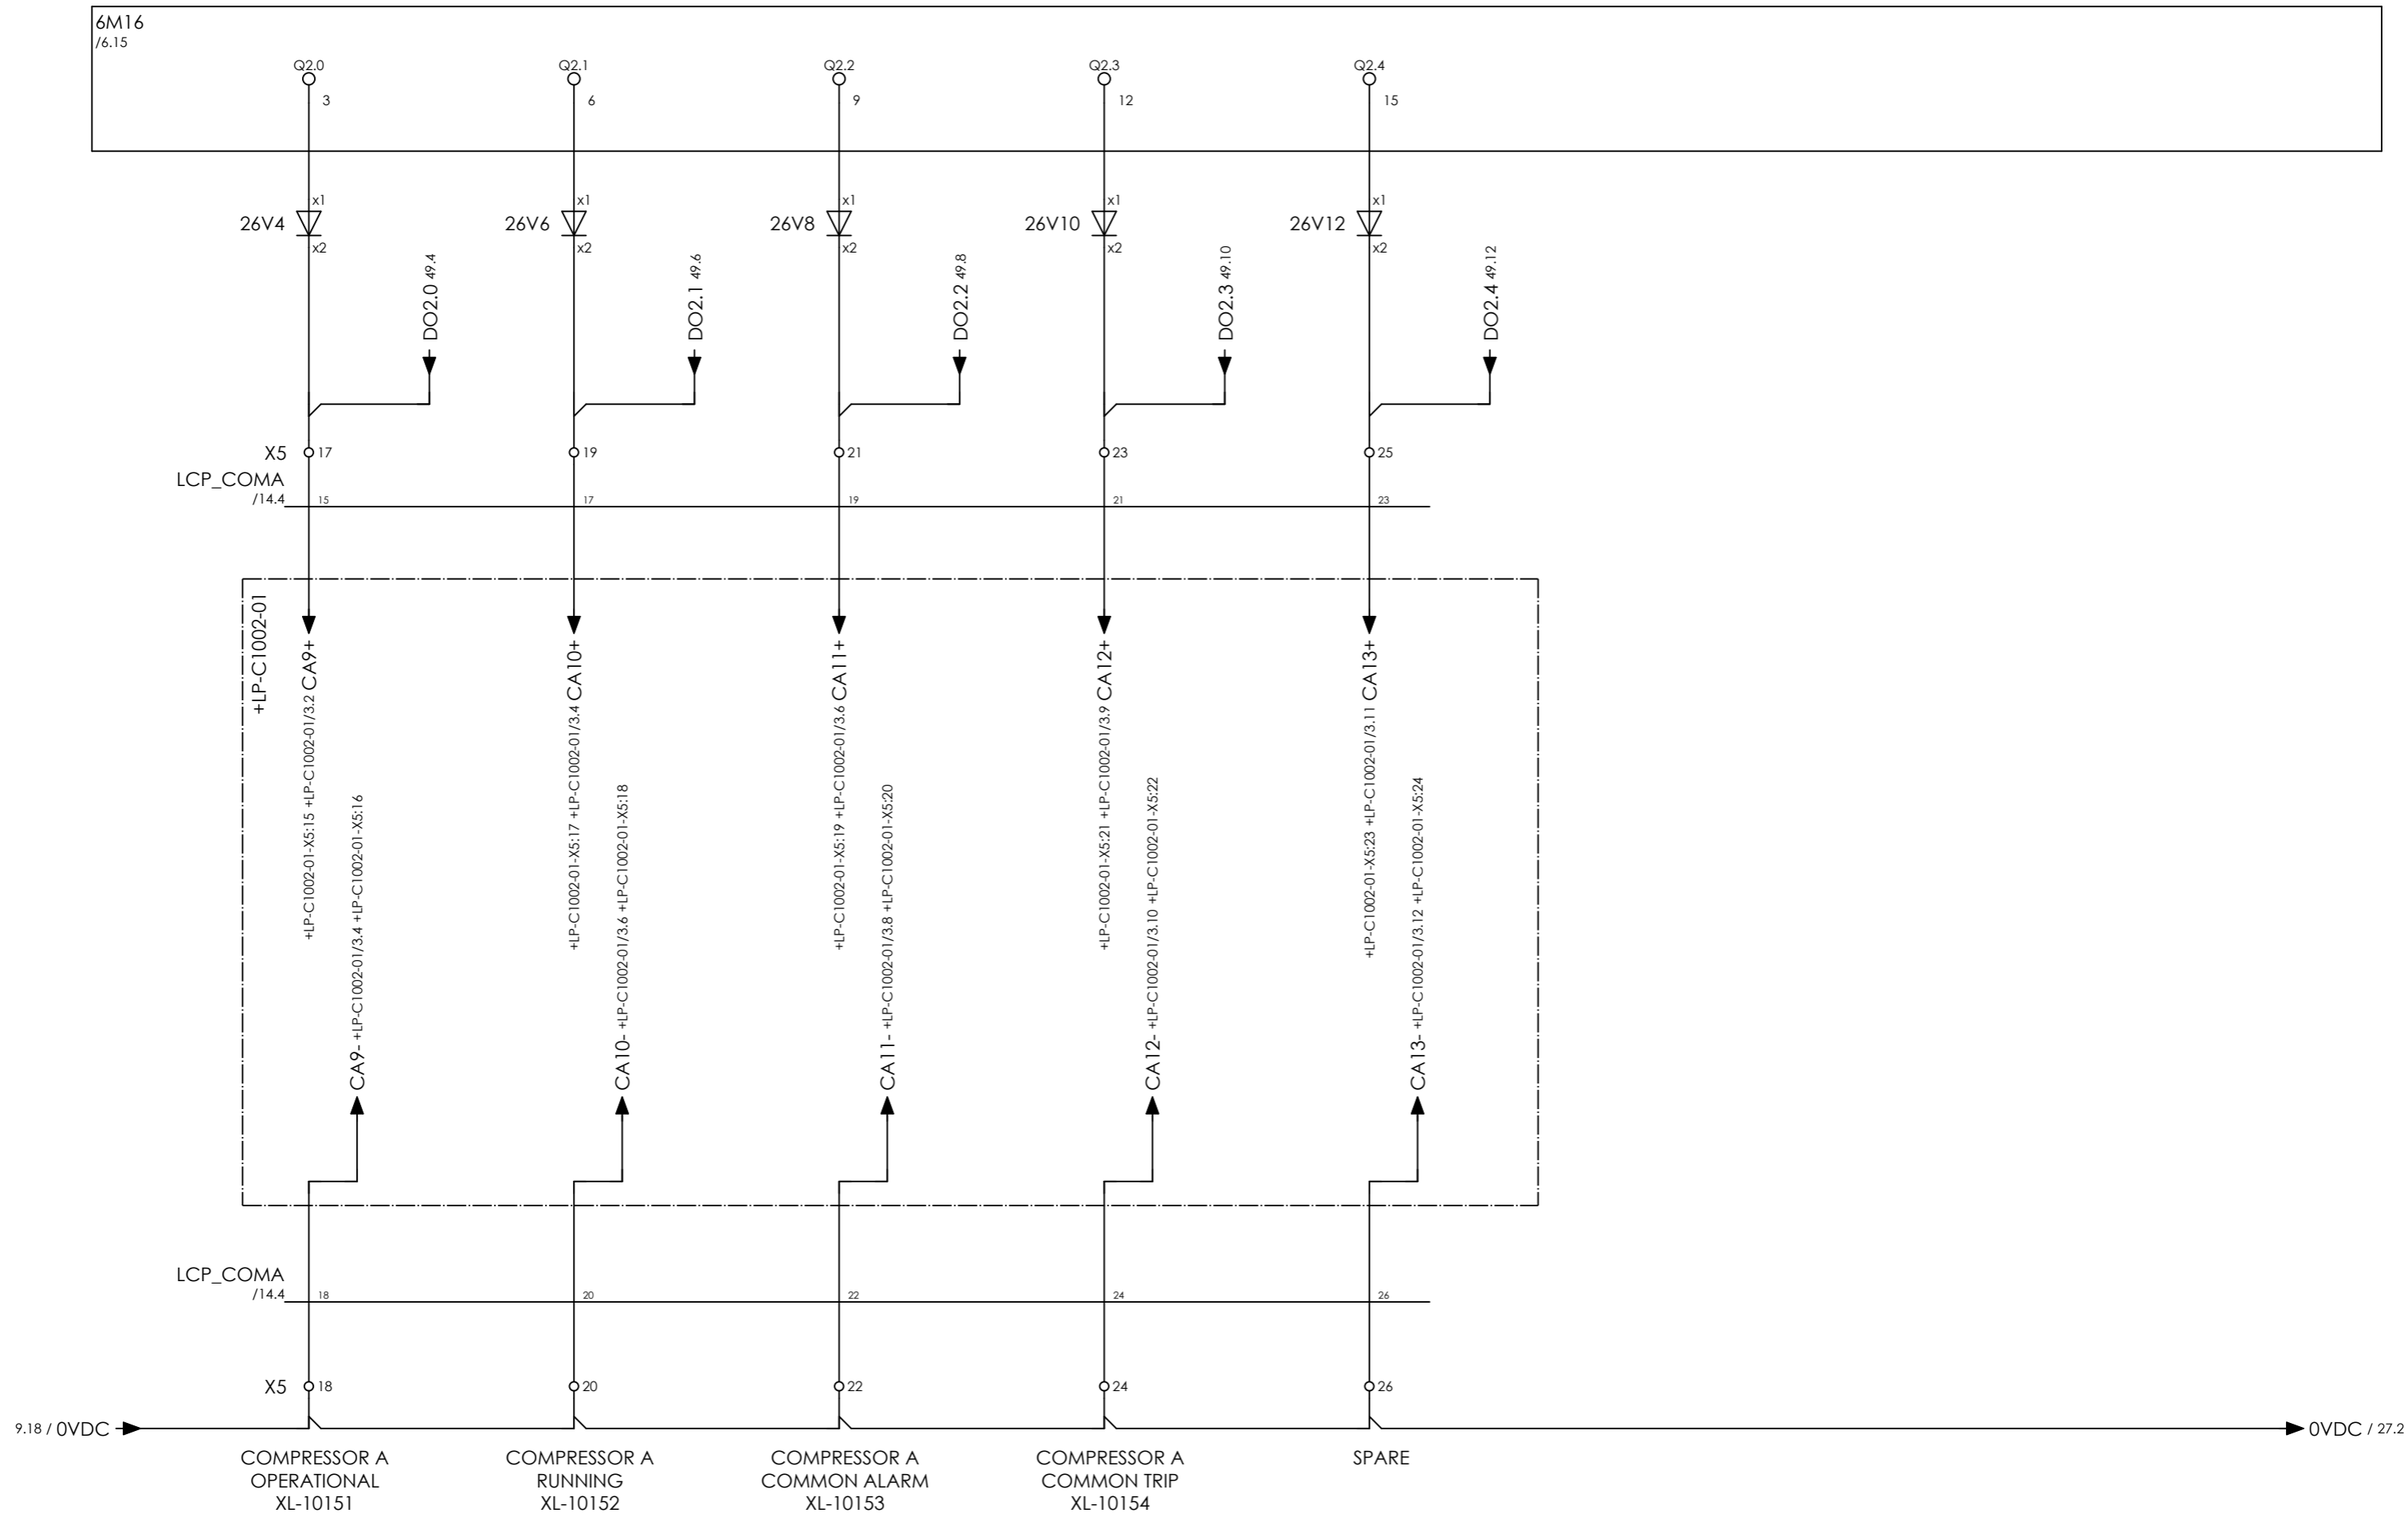 6M16
/6.15
Q2.0
Q2.1
Q2.2
Q2.3
Q2.4
3
6
9
12
15
x1
x1
x1
x1
x1
26V4
26V6
26V8
26V10
26V12
x2
x2
x2
x2
x2
DO2.0 49.4
DO2.1 49.6
DO2.2 49.8
DO2.3 49.10
DO2.4 49.12
X5
17
19
21
23
25
LCP_COMA
/14.4
15
17
19
21
23
+LP-C1002-01
+LP-C1002-01-X5:15 +LP-C1002-01/3.2 CA9+
CA9- +LP-C1002-01/3.4 +LP-C1002-01-X5:16
+LP-C1002-01-X5:17 +LP-C1002-01/3.4 CA10+
CA10- +LP-C1002-01/3.6 +LP-C1002-01-X5:18
+LP-C1002-01-X5:19 +LP-C1002-01/3.6 CA11+
CA11- +LP-C1002-01/3.8 +LP-C1002-01-X5:20
+LP-C1002-01-X5:21 +LP-C1002-01/3.9 CA12+
CA12- +LP-C1002-01/3.10 +LP-C1002-01-X5:22
+LP-C1002-01-X5:23 +LP-C1002-01/3.11 CA13+
CA13- +LP-C1002-01/3.12 +LP-C1002-01-X5:24
LCP_COMA
/14.4
18
20
22
24
26
X5
18
20
22
24
26
9.18 / 0VDC
0VDC / 27.2
COMPRESSOR A
OPERATIONAL
XL-10151
COMPRESSOR A
RUNNING
XL-10152
COMPRESSOR A
COMMON ALARM
XL-10153
COMPRESSOR A
COMMON TRIP
XL-10154
SPARE